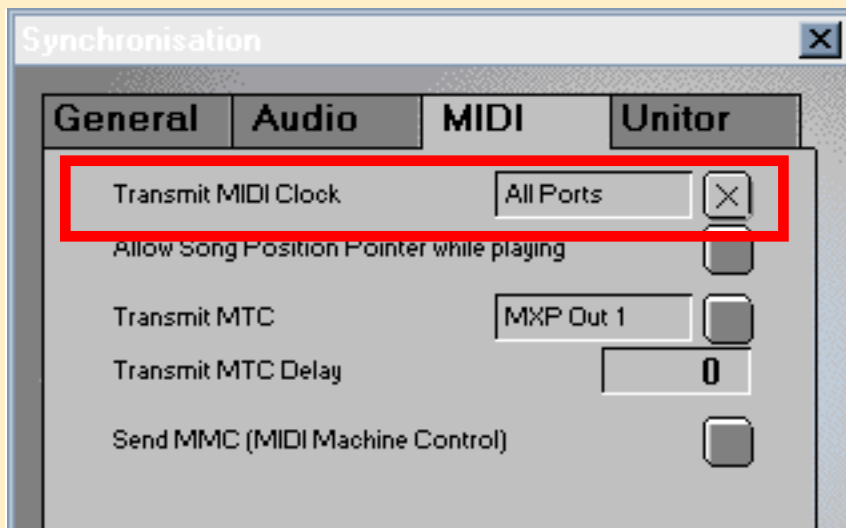 Synchronisation
General Audio MIDI Unitor
Transmit MIDI Clock All Ports
Allow Song Position Pointer while playing
Transmit MTC MXP Out 1
Transmit MTC Delay 0
Send MMC (MIDI Machine Control)